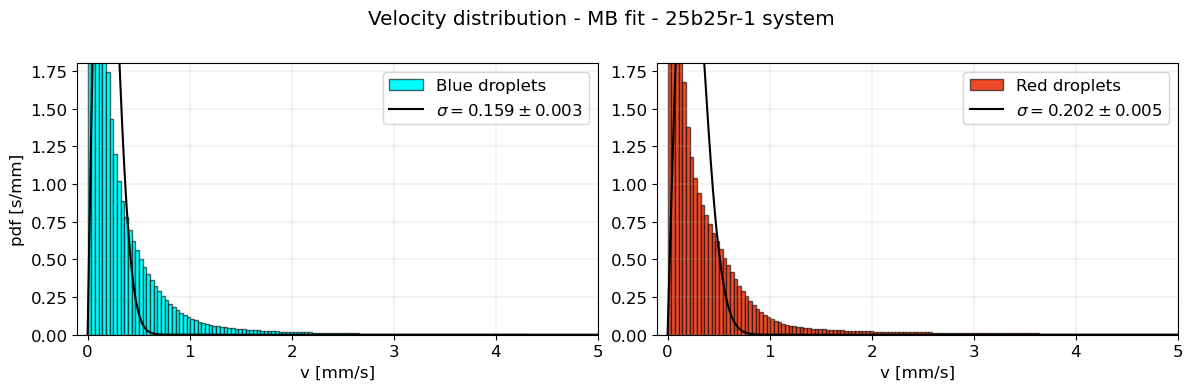 Velocity distribution - MB fit - 25b25r-1 system
pdf [s/mm]
1.75
1.50
1.25
1.00
0.75
0.50
0.25
0.00
Blue droplets
σ = 0.159 ± 0.003
0 1 2 3 4 5
v [mm/s]
1.75
1.50
1.25
1.00
0.75
0.50
0.25
0.00
Red droplets
σ = 0.202 ± 0.005
0 1 2 3 4 5
v [mm/s]